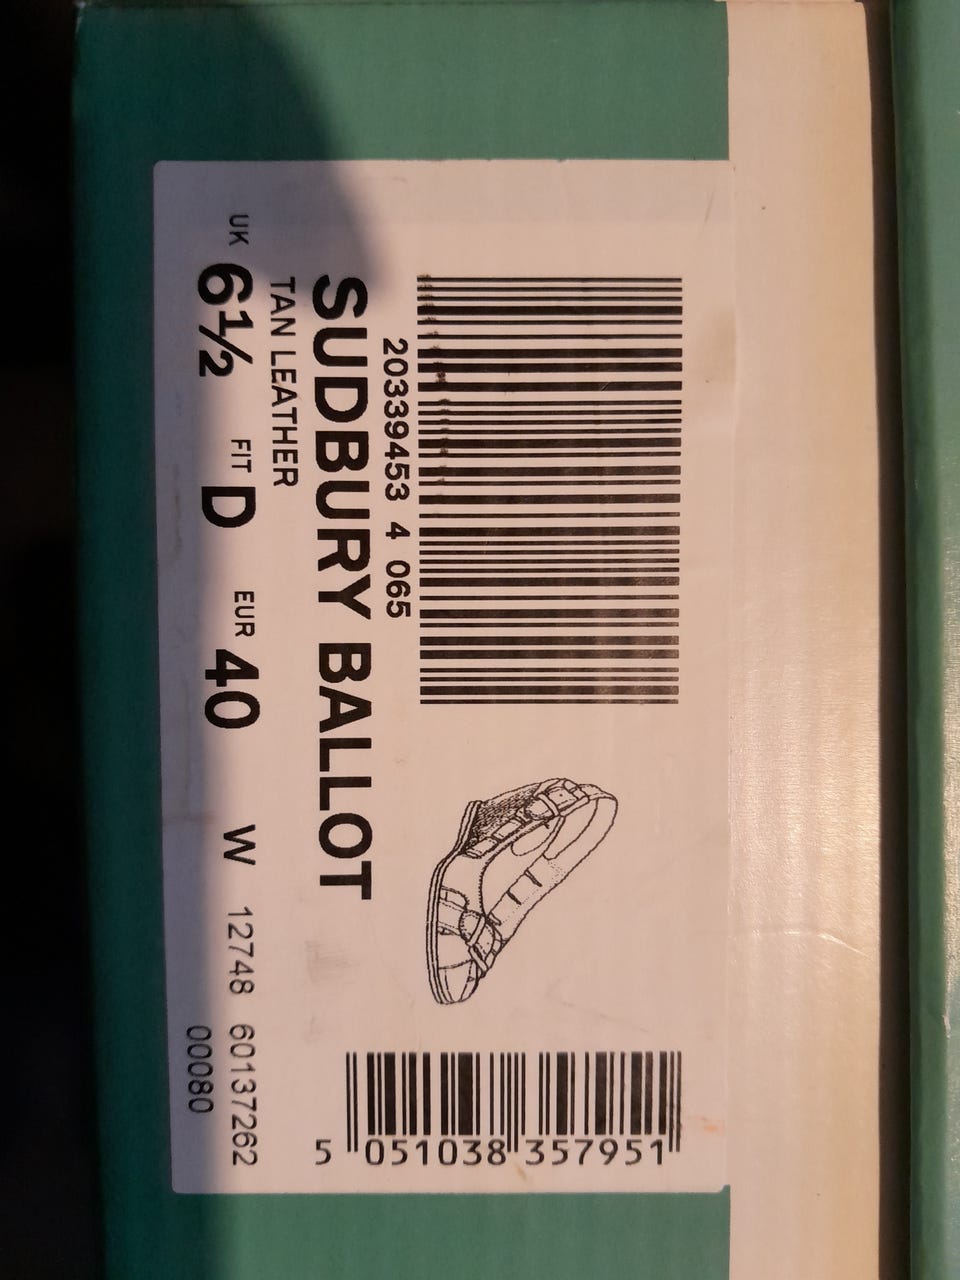 20339453 4 065
SUDBURY BALLOT
TAN LEATHER
UK 6½ FIT D EUR 40 W 12748 60137262
00080
5 051038 357951